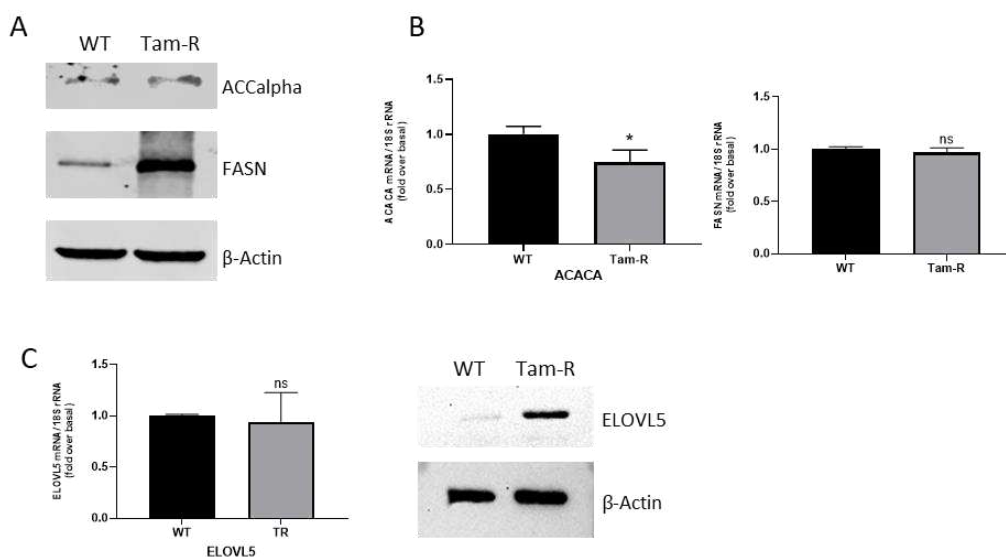 A
WT Tam-R
ACCalpha
FASN
β-Actin
B
ACACA mRNA/18S rRNA
(fold over basal)
1.5
1.0
0.5
0.0
*
WT Tam-R
ACACA
FASN mRNA/18S rRNA
(fold over basal)
1.5
1.0
0.5
0.0
ns
WT Tam-R
C
ELOVL5 mRNA/18S rRNA
(fold over basal)
1.5
1.0
0.5
0.0
ns
WT TR
ELOVL5
WT Tam-R
ELOVL5
β-Actin